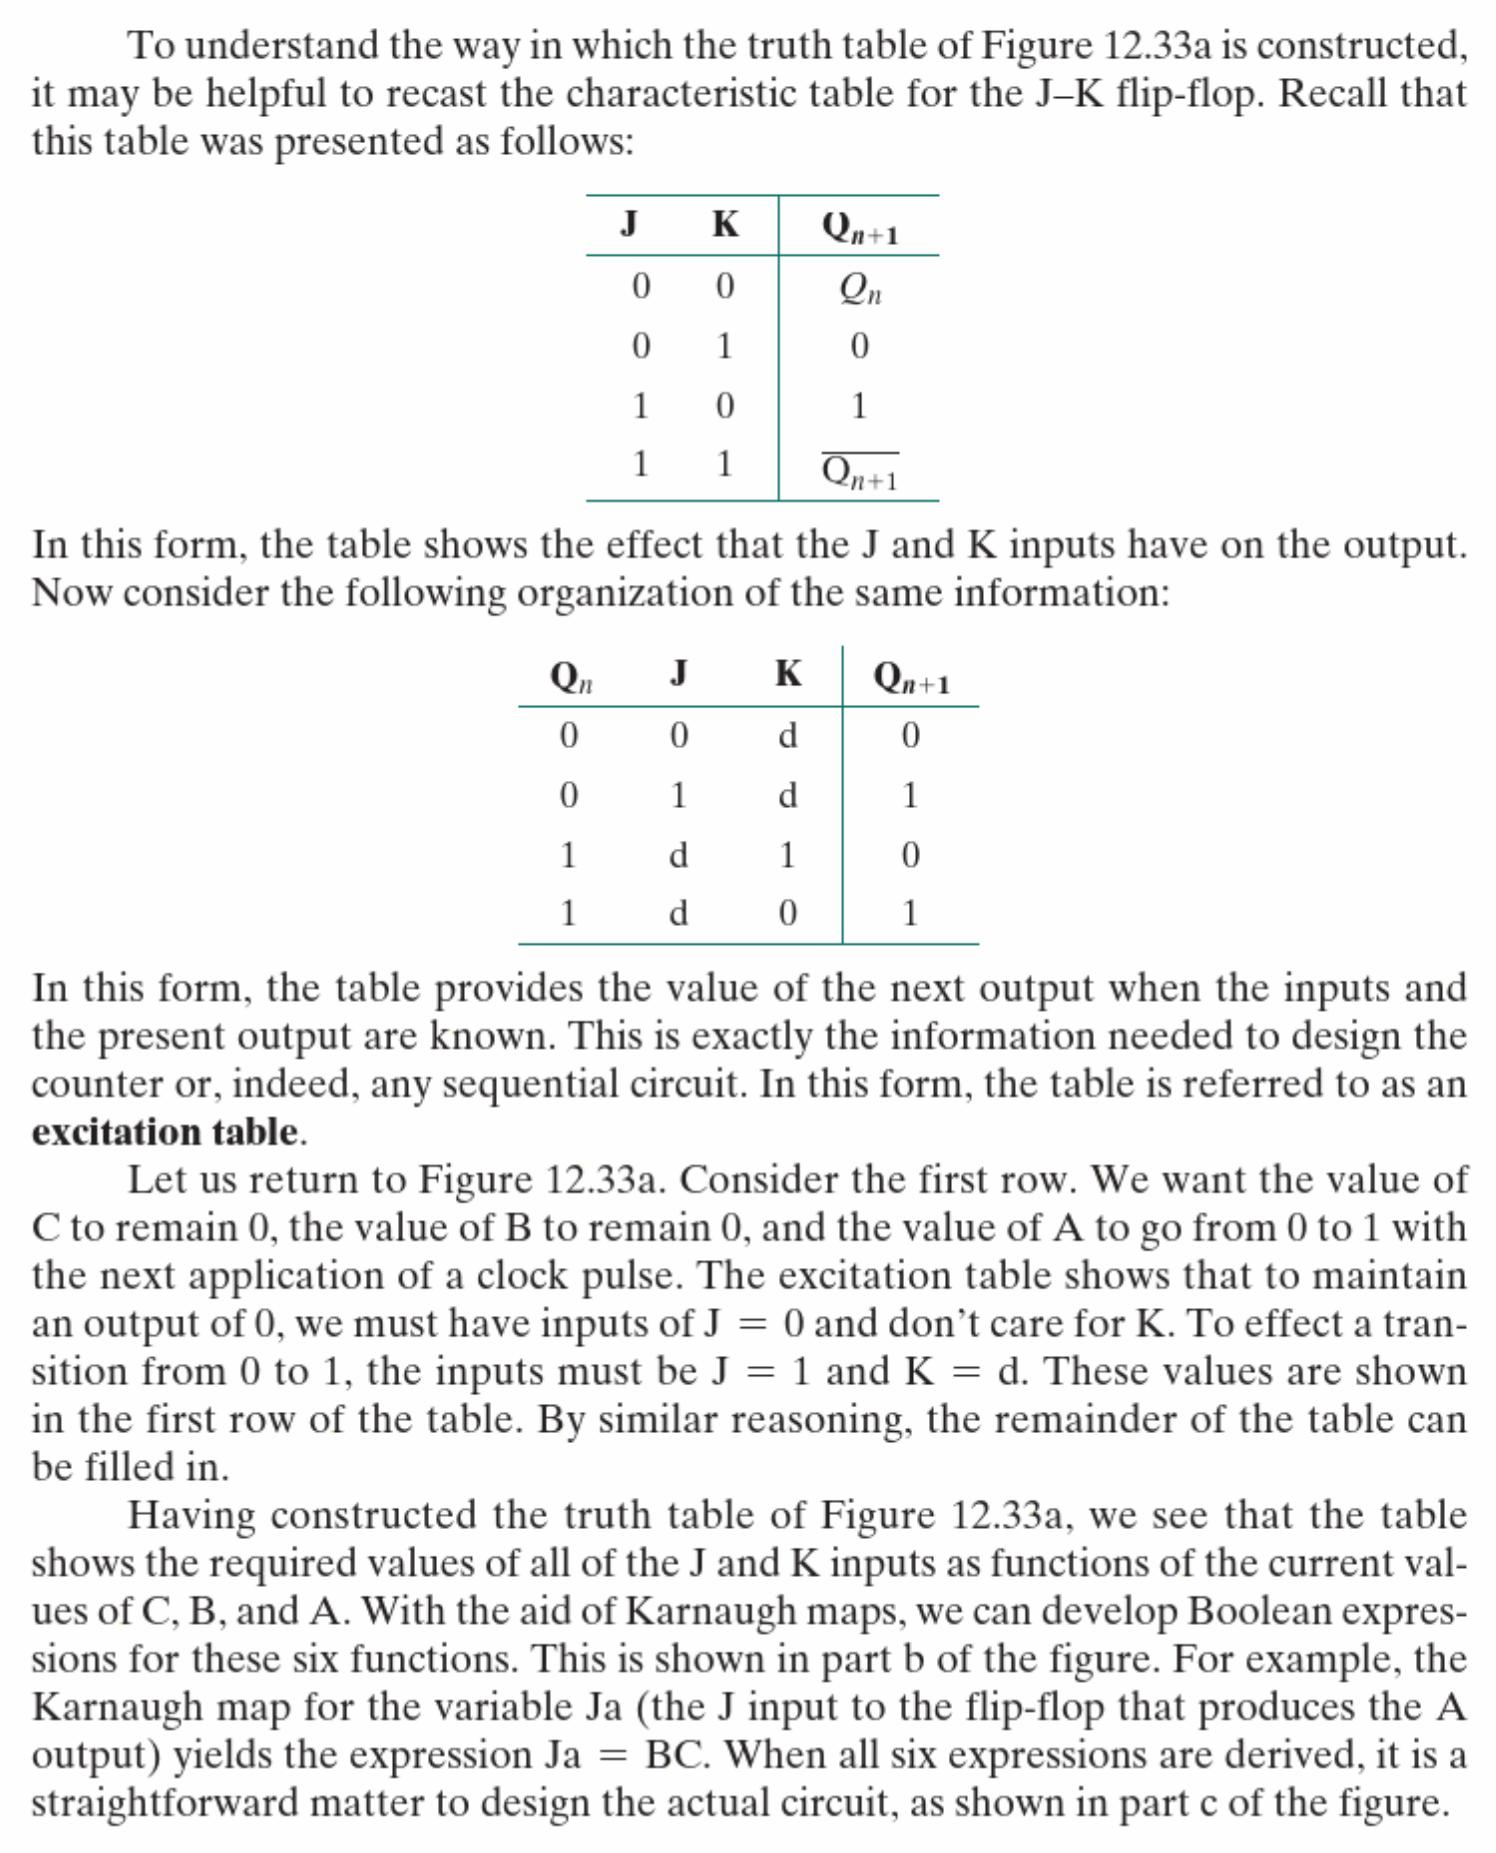 To understand the way in which the truth table of Figure 12.33a is constructed,
it may be helpful to recast the characteristic table for the J–K flip-flop. Recall that
this table was presented as follows:
J K Qn+1
0 0 Qn
0 1 0
1 0 1
1 1 Q̅n+1
In this form, the table shows the effect that the J and K inputs have on the output.
Now consider the following organization of the same information:
Qn J K Qn+1
0 0 d 0
0 1 d 1
1 d 1 0
1 d 0 1
In this form, the table provides the value of the next output when the inputs and
the present output are known. This is exactly the information needed to design the
counter or, indeed, any sequential circuit. In this form, the table is referred to as an
excitation table.
Let us return to Figure 12.33a. Consider the first row. We want the value of
C to remain 0, the value of B to remain 0, and the value of A to go from 0 to 1 with
the next application of a clock pulse. The excitation table shows that to maintain
an output of 0, we must have inputs of J = 0 and don’t care for K. To effect a tran-
sition from 0 to 1, the inputs must be J = 1 and K = d. These values are shown
in the first row of the table. By similar reasoning, the remainder of the table can
be filled in.
Having constructed the truth table of Figure 12.33a, we see that the table
shows the required values of all of the J and K inputs as functions of the current val-
ues of C, B, and A. With the aid of Karnaugh maps, we can develop Boolean expres-
sions for these six functions. This is shown in part b of the figure. For example, the
Karnaugh map for the variable Ja (the J input to the flip-flop that produces the A
output) yields the expression Ja = BC. When all six expressions are derived, it is a
straightforward matter to design the actual circuit, as shown in part c of the figure.